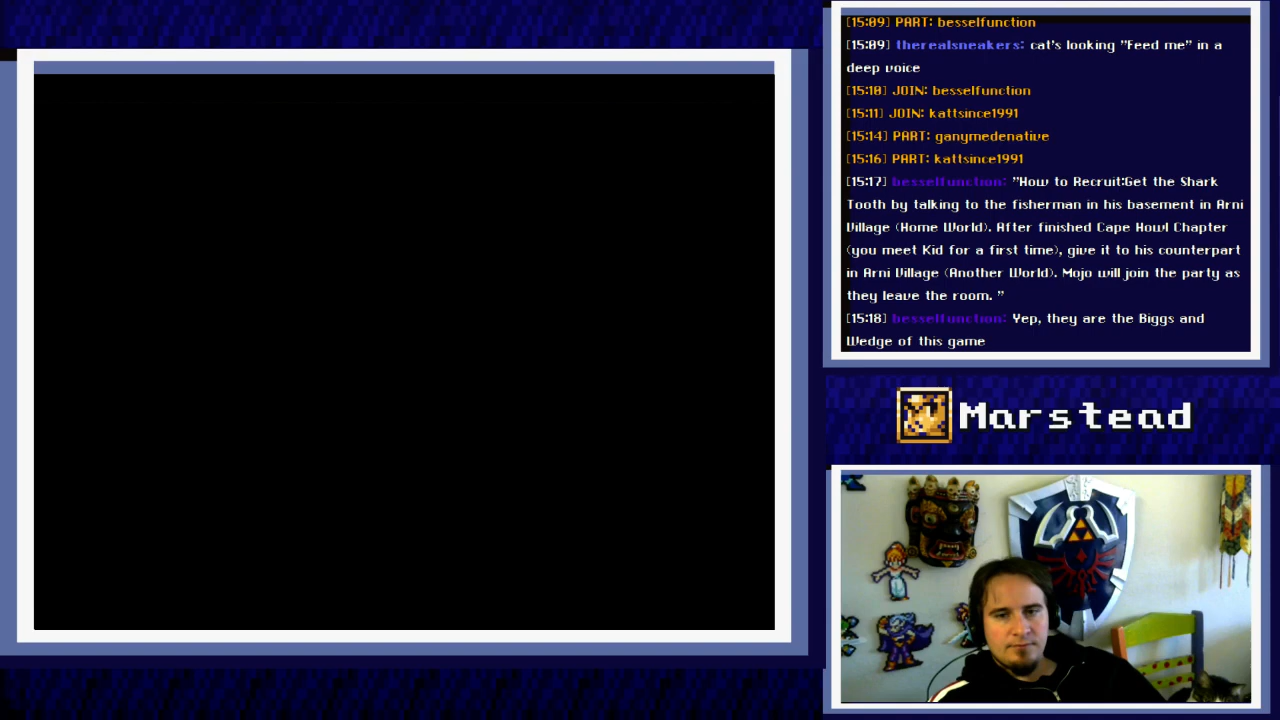 [15:09] PART: besselfunction
[15:09] therealsneakers: cat's looking "Feed me" in a
deep voice
[15:10] JOIN: besselfunction
[15:11] JOIN: kattsince1991
[15:14] PART: ganymedenative
[15:16] PART: kattsince1991
[15:17] besselfunction: "How to Recruit:Get the Shark
Tooth by talking to the fisherman in his basement in Arni
Village (Home World). After finished Cape Howl Chapter
(you meet Kid for a first time), give it to his counterpart
in Arni Village (Another World). Mojo will join the party as
they leave the room. "
[15:18] besselfunction: Yep, they are the Biggs and
Wedge of this game
Marstead